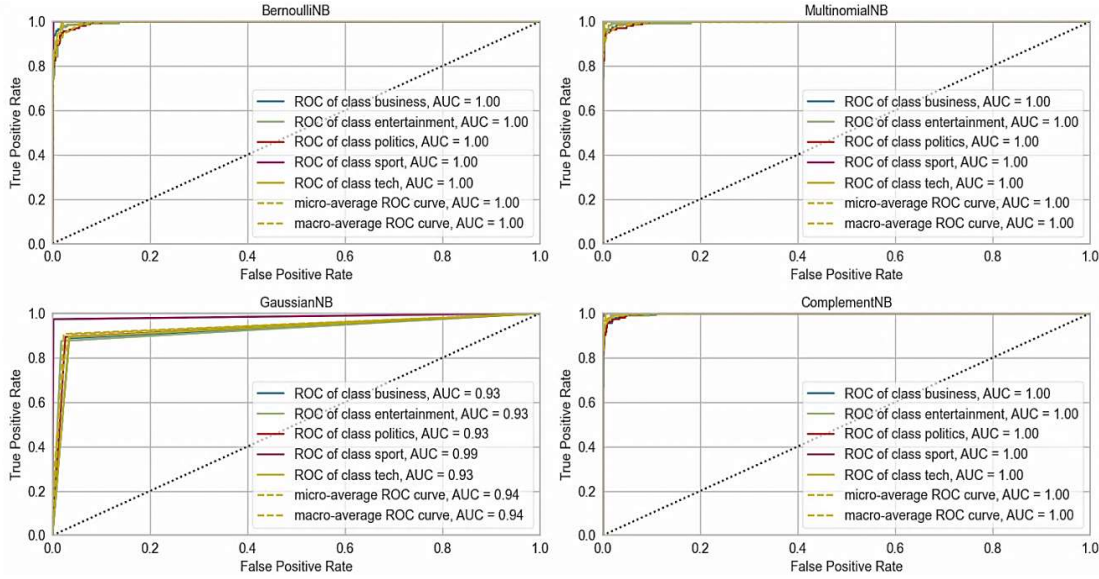 BernoulliNB
True Positive Rate
1.0
0.8
0.6
0.4
0.2
0.0
ROC of class business, AUC = 1.00
ROC of class entertainment, AUC = 1.00
ROC of class politics, AUC = 1.00
ROC of class sport, AUC = 1.00
ROC of class tech, AUC = 1.00
micro-average ROC curve, AUC = 1.00
macro-average ROC curve, AUC = 1.00
0.0 0.2 0.4 0.6 0.8 1.0
False Positive Rate
MultinomialNB
True Positive Rate
1.0
0.8
0.6
0.4
0.2
0.0
ROC of class business, AUC = 1.00
ROC of class entertainment, AUC = 1.00
ROC of class politics, AUC = 1.00
ROC of class sport, AUC = 1.00
ROC of class tech, AUC = 1.00
micro-average ROC curve, AUC = 1.00
macro-average ROC curve, AUC = 1.00
0.0 0.2 0.4 0.6 0.8 1.0
False Positive Rate
GaussianNB
True Positive Rate
1.0
0.8
0.6
0.4
0.2
0.0
ROC of class business, AUC = 0.93
ROC of class entertainment, AUC = 0.93
ROC of class politics, AUC = 0.93
ROC of class sport, AUC = 0.99
ROC of class tech, AUC = 0.93
micro-average ROC curve, AUC = 0.94
macro-average ROC curve, AUC = 0.94
0.0 0.2 0.4 0.6 0.8 1.0
False Positive Rate
ComplementNB
True Positive Rate
1.0
0.8
0.6
0.4
0.2
0.0
ROC of class business, AUC = 1.00
ROC of class entertainment, AUC = 1.00
ROC of class politics, AUC = 1.00
ROC of class sport, AUC = 1.00
ROC of class tech, AUC = 1.00
micro-average ROC curve, AUC = 1.00
macro-average ROC curve, AUC = 1.00
0.0 0.2 0.4 0.6 0.8 1.0
False Positive Rate